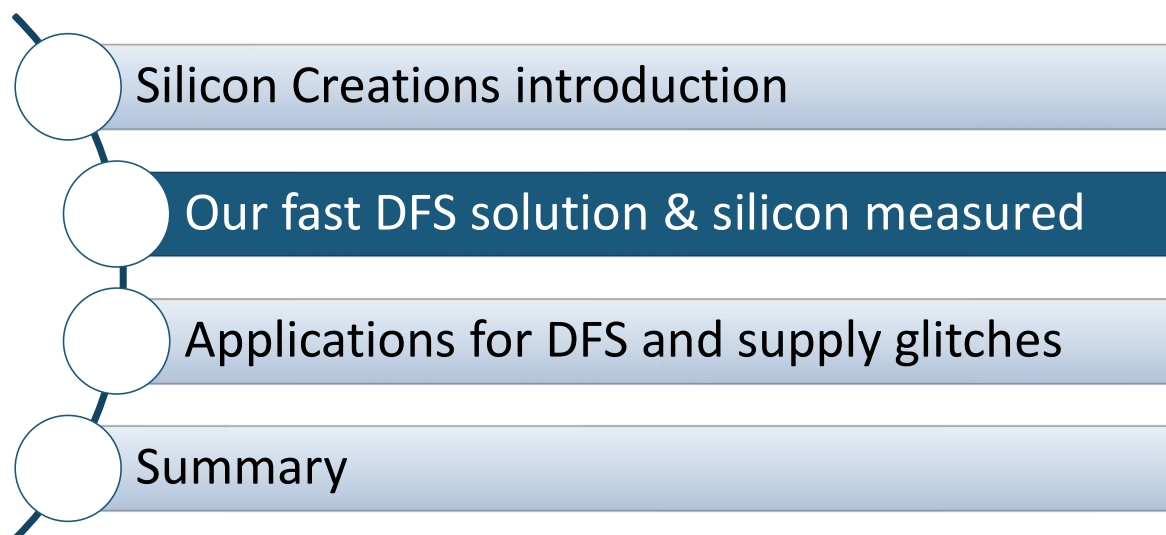 Silicon Creations introduction
Our fast DFS solution & silicon measured
Applications for DFS and supply glitches
Summary